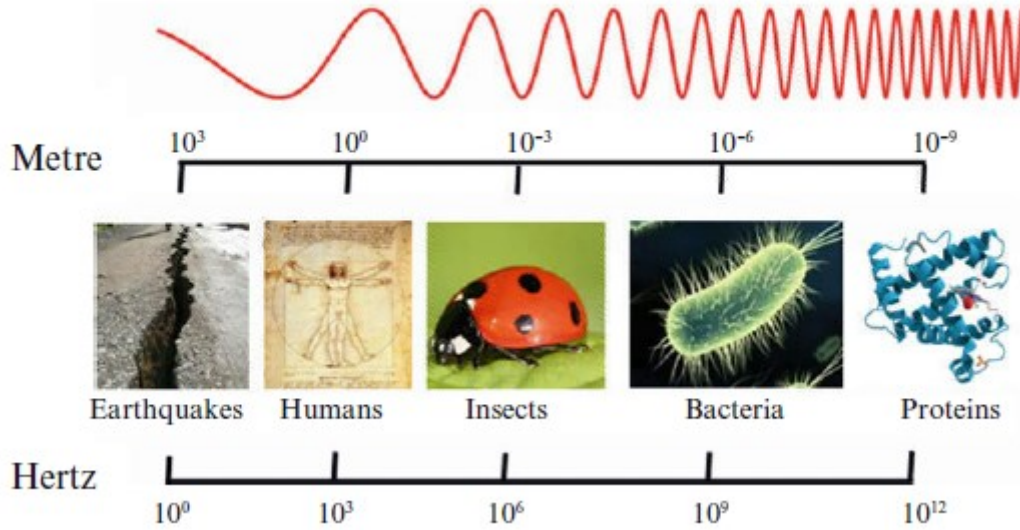 10³ 10⁰ 10⁻³ 10⁻⁶ 10⁻⁹
Metre
Earthquakes Humans Insects Bacteria Proteins
Hertz
10⁰ 10³ 10⁶ 10⁹ 10¹²